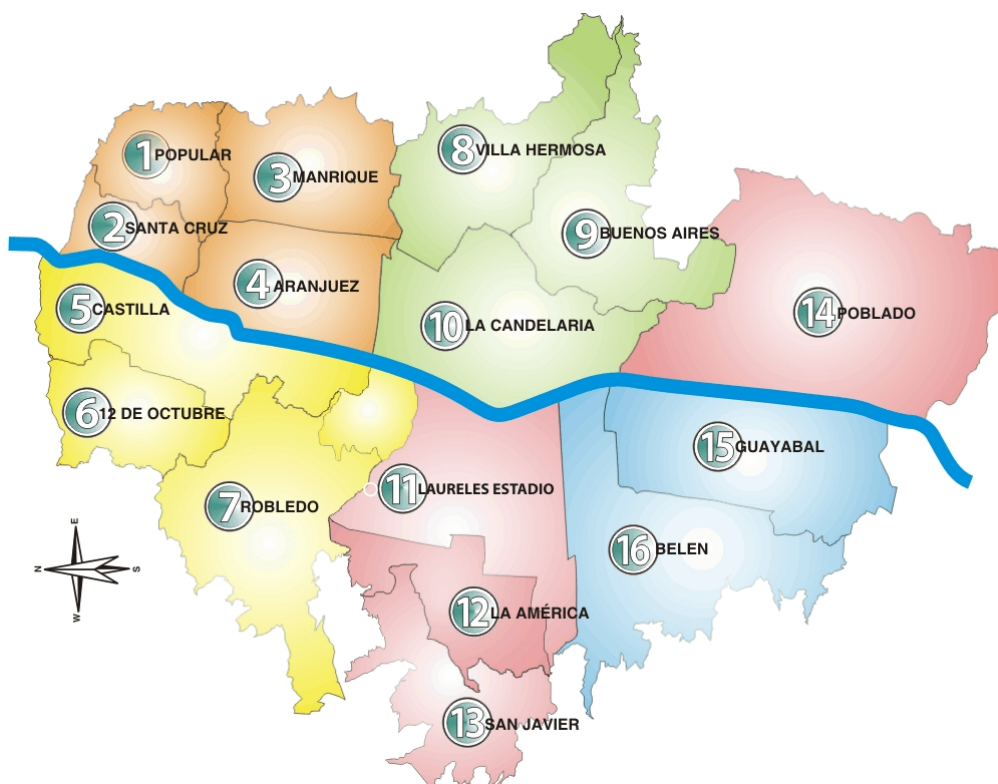 1 POPULAR
2 SANTA CRUZ
3 MANRIQUE
4 ARANJUEZ
5 CASTILLA
6 12 DE OCTUBRE
7 ROBLEDO
8 VILLA HERMOSA
9 BUENOS AIRES
10 LA CANDELARIA
11 LAURELES ESTADIO
12 LA AMÉRICA
13 SAN JAVIER
14 POBLADO
15 GUAYABAL
16 BELEN
E
N
S
W